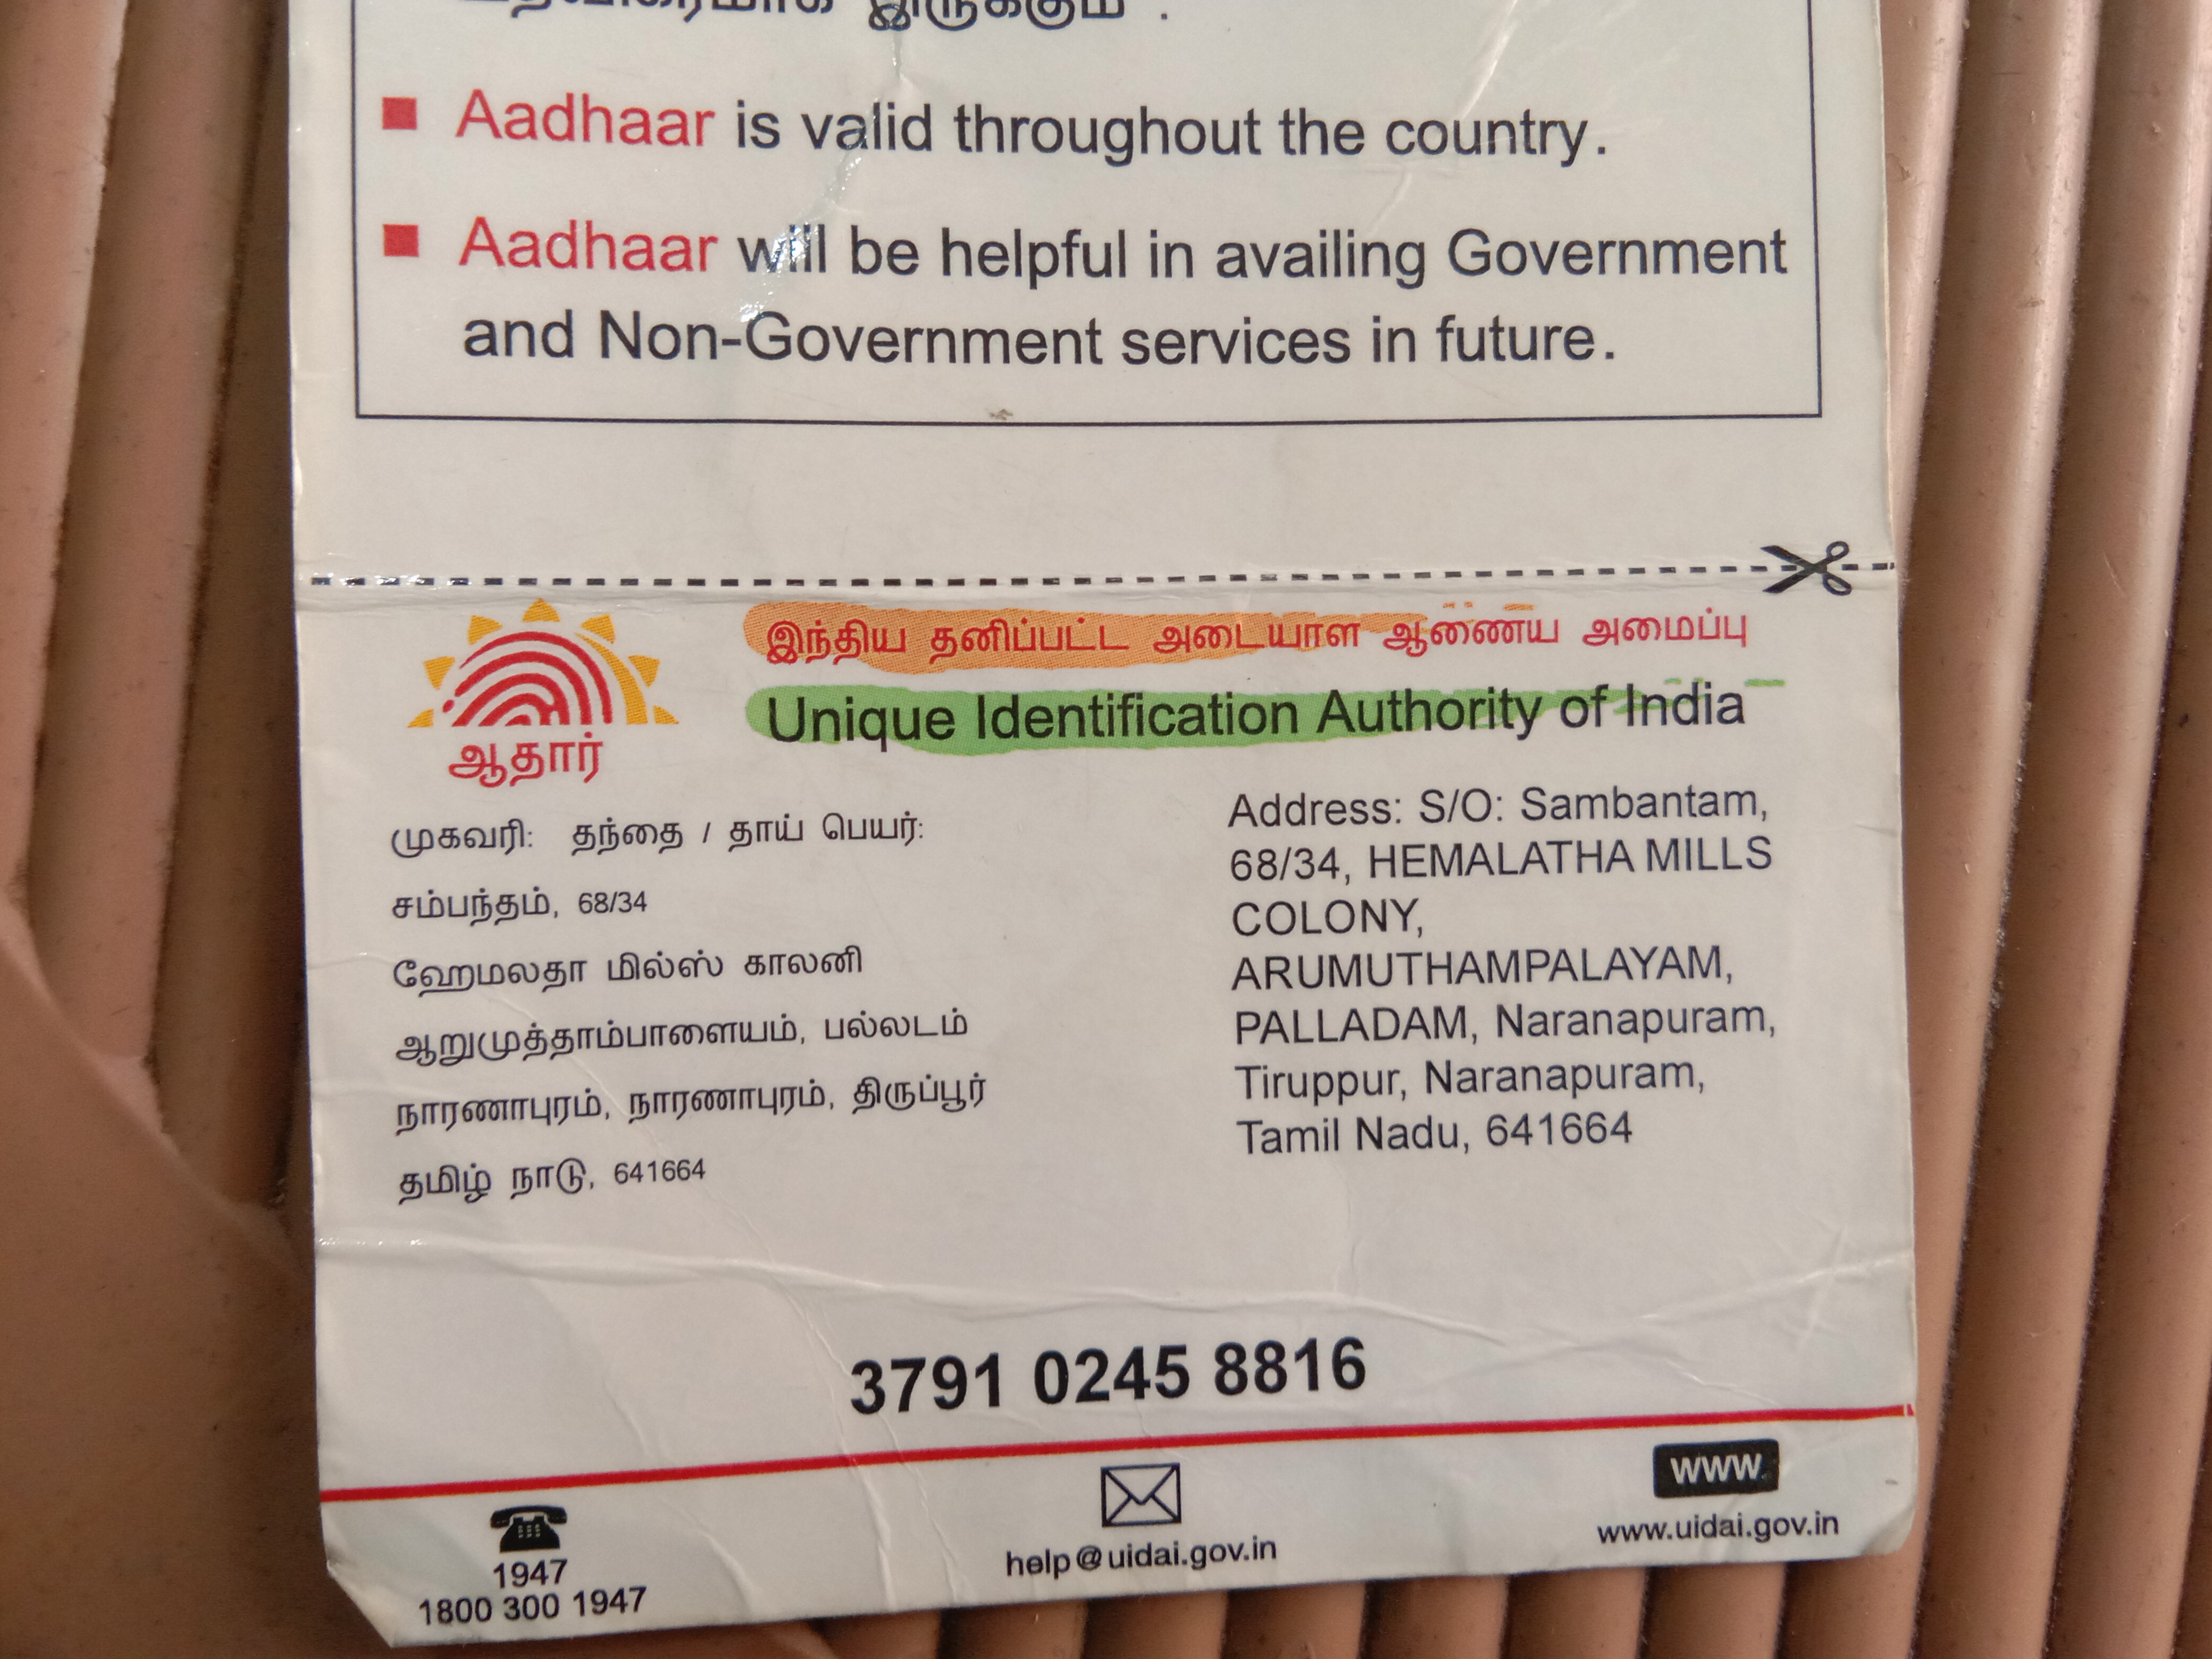 இருக்கும் .
Aadhaar is valid throughout the country.
Aadhaar will be helpful in availing Government
and Non-Government services in future.
ஆதார்
இந்திய தனிப்பட்ட அடையாள ஆணைய அமைப்பு
Unique Identification Authority of India
முகவரி: தந்தை / தாய் பெயர்:
சம்பந்தம், 68/34
ஹேமலதா மில்ஸ் காலனி
ஆறுமுத்தாம்பாளையம், பல்லடம்
நாரணாபுரம், நாரணாபுரம், திருப்பூர்
தமிழ் நாடு, 641664
Address: S/O: Sambantam,
68/34, HEMALATHA MILLS
COLONY,
ARUMUTHAMPALAYAM,
PALLADAM, Naranapuram,
Tiruppur, Naranapuram,
Tamil Nadu, 641664
3791 0245 8816
1947
1800 300 1947
help@uidai.gov.in
www.
www.uidai.gov.in